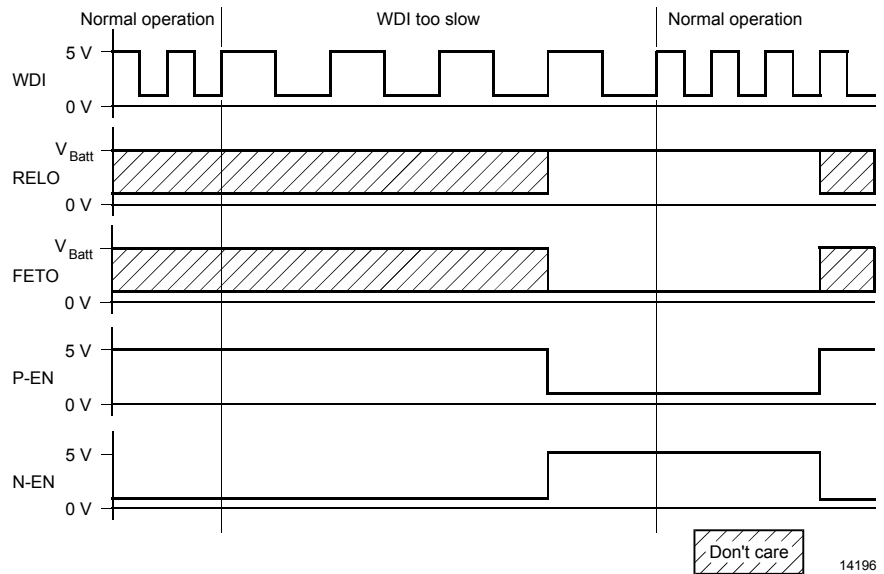 Normal operation WDI too slow Normal operation
5 V
WDI
0 V
V Batt
RELO
0 V
V Batt
FETO
0 V
5 V
P-EN
0 V
5 V
N-EN
0 V
Don't care
14196